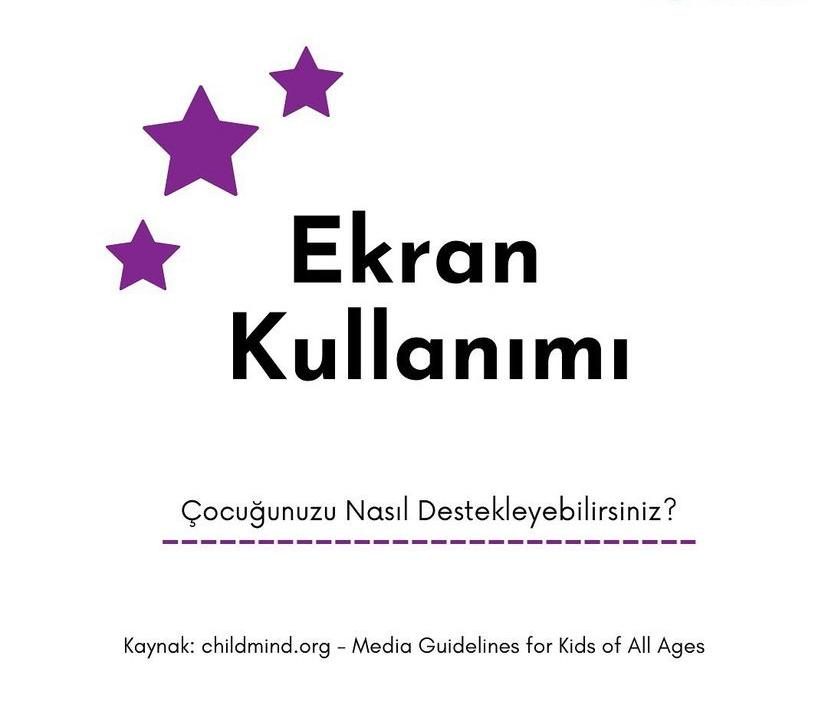 Ekran
Kullanımı
Çocuğunuzu Nasıl Destekleyebilirsiniz?
Kaynak: childmind.org - Media Guidelines for Kids of All Ages